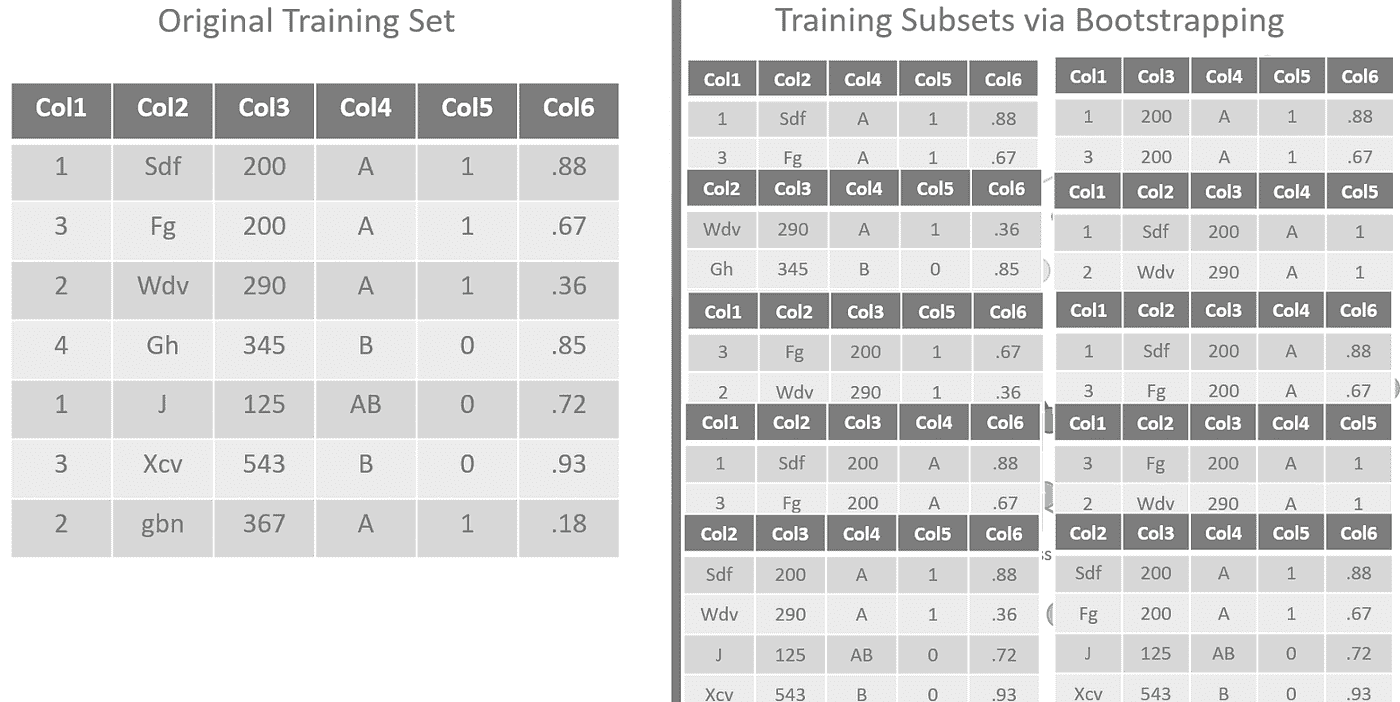 Original Training Set
Col1 Col2 Col3 Col4 Col5 Col6
1 Sdf 200 A 1 .88
3 Fg 200 A 1 .67
2 Wdv 290 A 1 .36
4 Gh 345 B 0 .85
1 J 125 AB 0 .72
3 Xcv 543 B 0 .93
2 gbn 367 A 1 .18
Training Subsets via Bootstrapping
Col1 Col2 Col4 Col5 Col6
1 Sdf A 1 .88
3 Fg A 1 .67
Col2 Col3 Col4 Col5 Col6
Wdv 290 A 1 .36
Gh 345 B 0 .85
Col1 Col2 Col3 Col5 Col6
3 Fg 200 1 .67
2 Wdv 290 1 .36
Col1 Col2 Col3 Col4 Col6
1 Sdf 200 A .88
3 Fg 200 A .67
Col2 Col3 Col4 Col5 Col6
Sdf 200 A 1 .88
Wdv 290 A 1 .36
J 125 AB 0 .72
Xcv 543 B 0 .93
Col1 Col3 Col4 Col5 Col6
1 200 A 1 .88
3 200 A 1 .67
Col1 Col2 Col3 Col4 Col5
1 Sdf 200 A 1
2 Wdv 290 A 1
Col1 Col2 Col3 Col4 Col6
1 Sdf 200 A .88
3 Fg 200 A .67
Col1 Col2 Col3 Col4 Col5
3 Fg 200 A 1
2 Wdv 290 A 1
Col2 Col3 Col4 Col5 Col6
Sdf 200 A 1 .88
Fg 200 A 1 .67
J 125 AB 0 .72
Xcv 543 B 0 .93